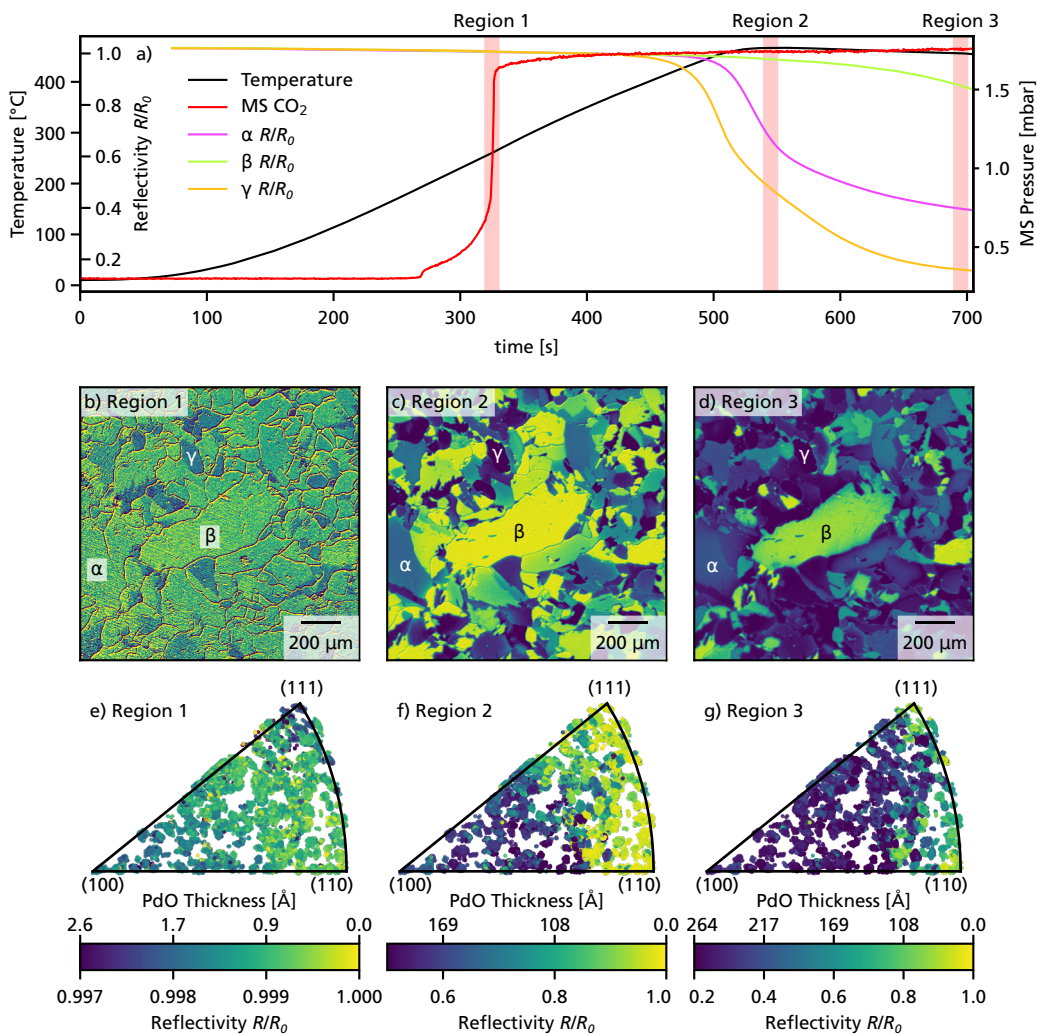 Region 1 Region 2 Region 3
a)
Temperature
MS CO₂
α R/R₀
β R/R₀
γ R/R₀
Temperature [°C]
400
300
200
100
0
Reflectivity R/R₀
1.0
0.8
0.6
0.4
0.2
MS Pressure [mbar]
1.5
1.0
0.5
0 100 200 300 400 500 600 700
time [s]
b) Region 1
γ
β
α
200 µm
c) Region 2
γ
β
α
200 µm
d) Region 3
γ
β
α
200 µm
e) Region 1
(111)
(100) (110)
PdO Thickness [Å]
2.6 1.7 0.9 0.0
0.997 0.998 0.999 1.000
Reflectivity R/R₀
f) Region 2
(111)
(100) (110)
PdO Thickness [Å]
169 108 0.0
0.6 0.8 1.0
Reflectivity R/R₀
g) Region 3
(111)
(100) (110)
PdO Thickness [Å]
264 217 169 108 0.0
0.2 0.4 0.6 0.8 1.0
Reflectivity R/R₀